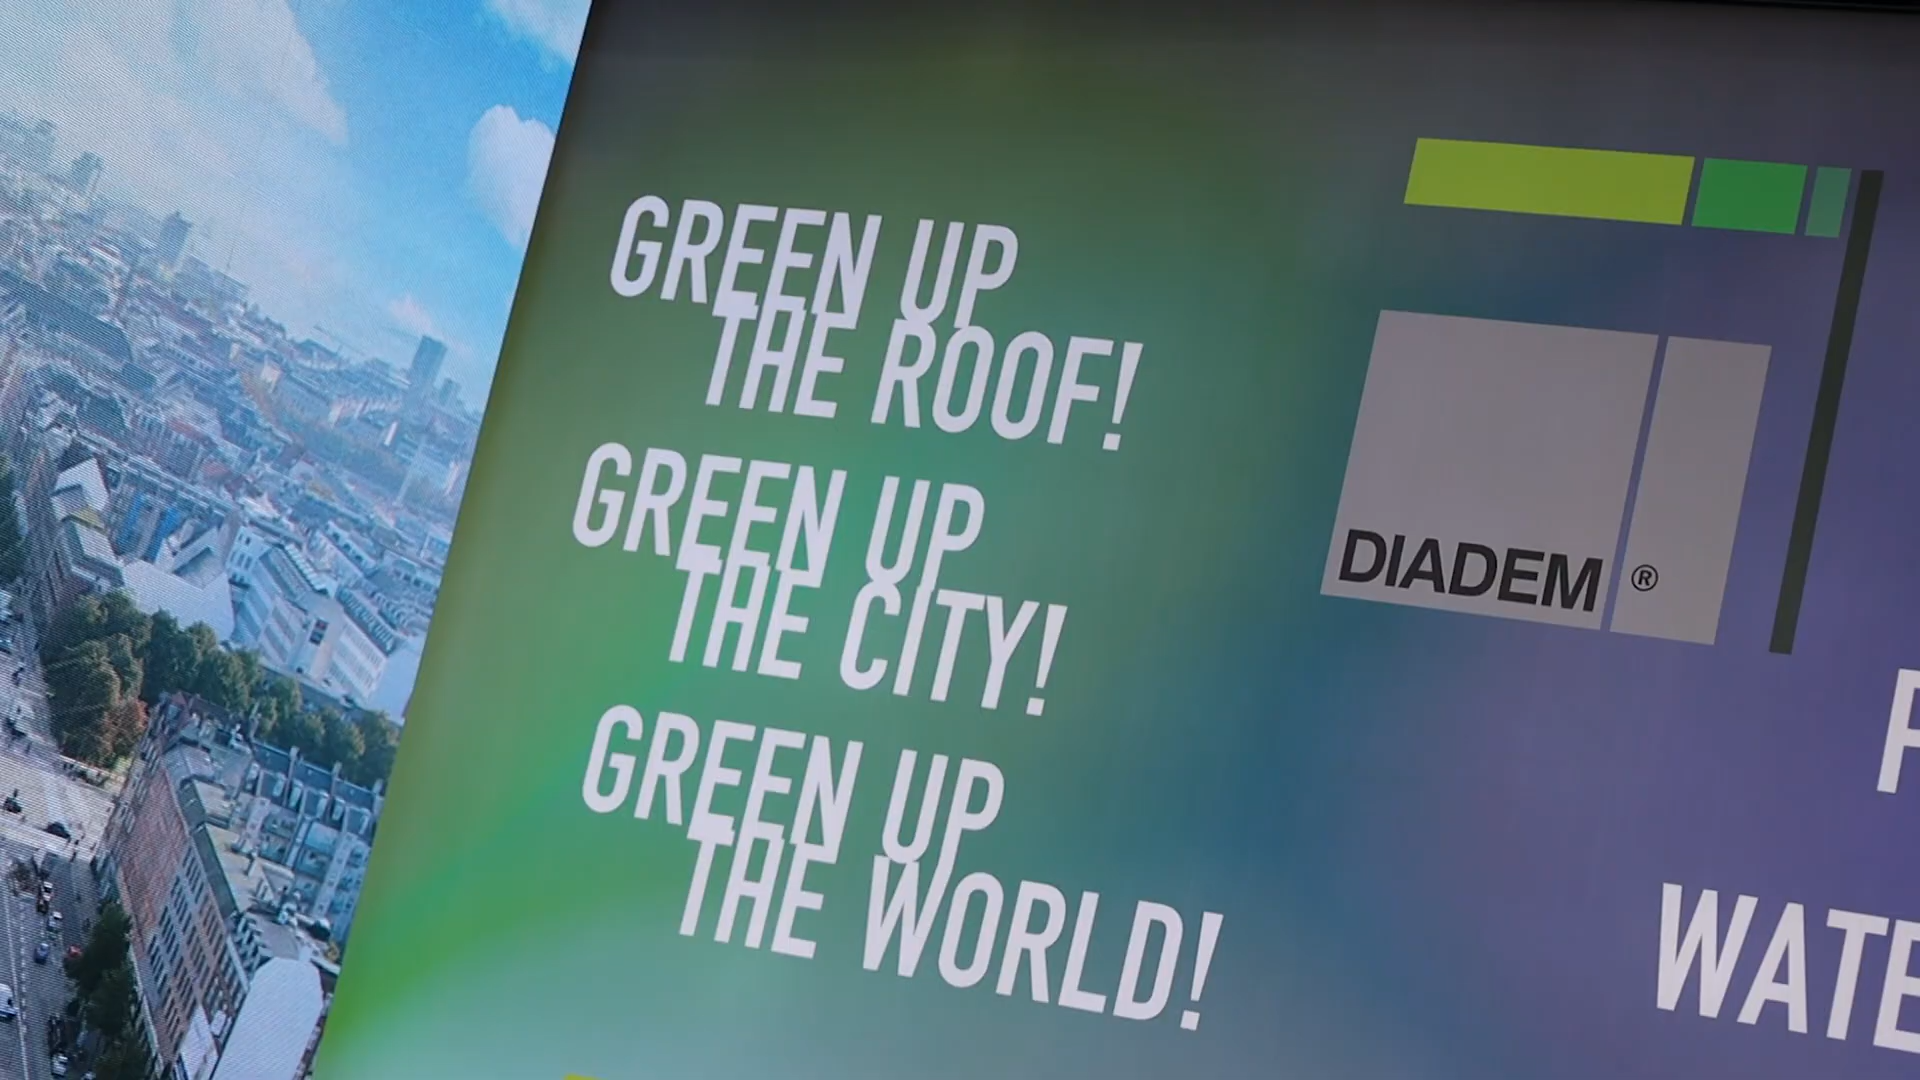 GREEN UP
THE ROOF!
GREEN UP
THE CITY!
GREEN UP
THE WORLD!
DIADEM ®